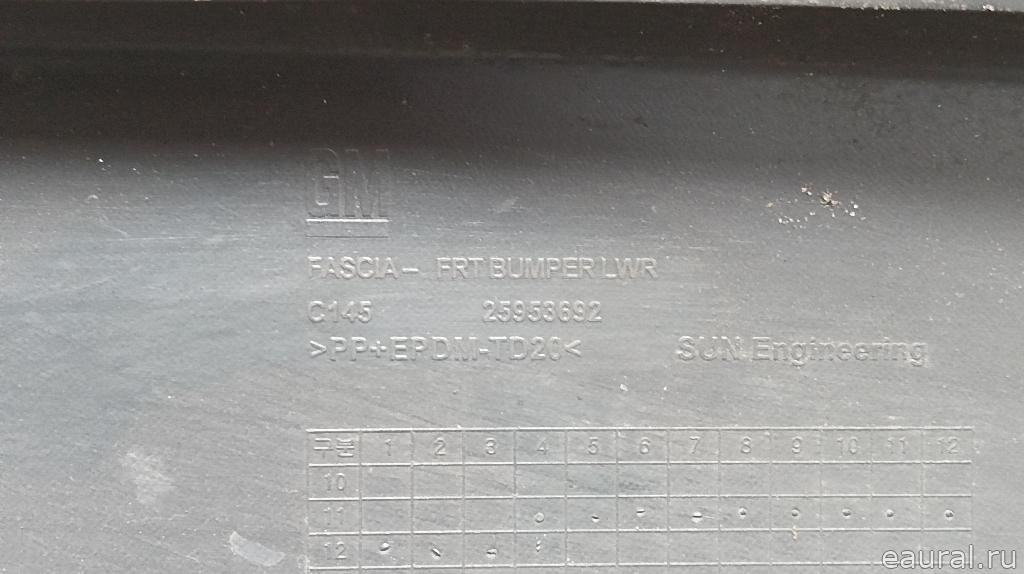 GM
FASCIA- FRT BUMPER LWR
C145 25953692
>PP+EPDM-TD20< SUN Engineering
구분 1 2 3 4 5 6 7 8 9 10 11 12
10
11
12
eaural.ru